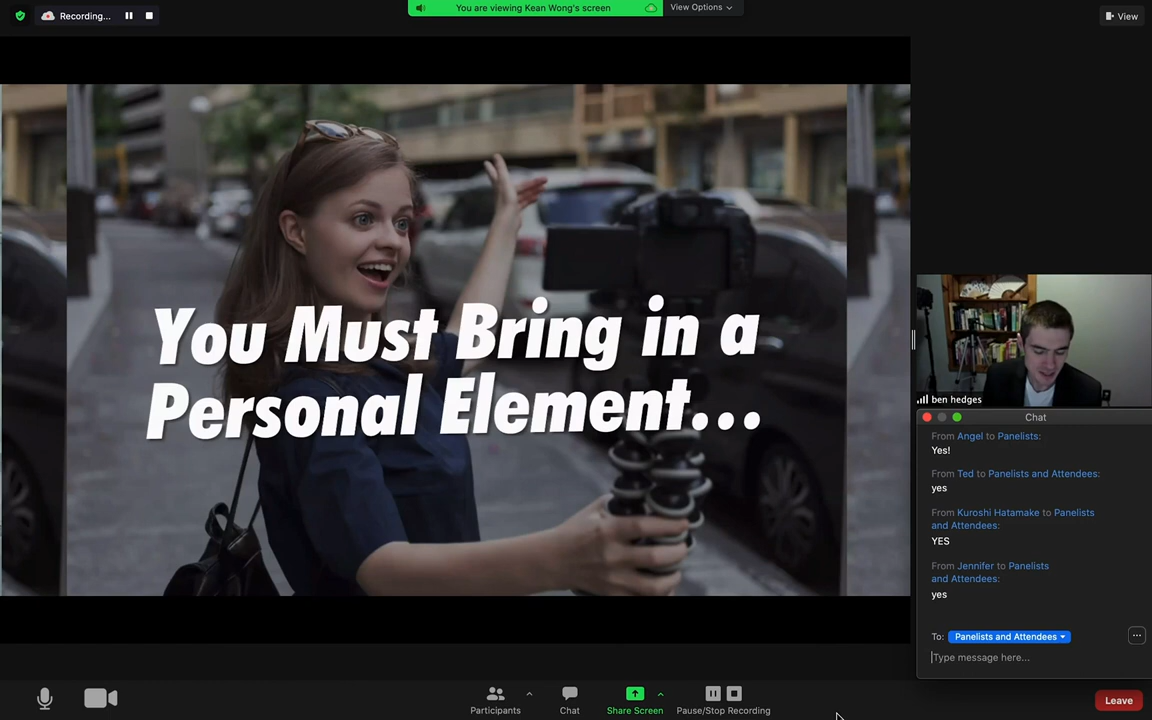 Recording...
You are viewing Kean Wong's screen
View Options
View
You Must Bring in a
Personal Element...
ben hedges
Chat
From Angel to Panelists:
Yes!
From Ted to Panelists and Attendees:
yes
From Kuroshi Hatamake to Panelists
and Attendees:
YES
From Jennifer to Panelists
and Attendees:
yes
To: Panelists and Attendees
Type message here...
Participants
Chat
Share Screen
Pause/Stop Recording
Leave